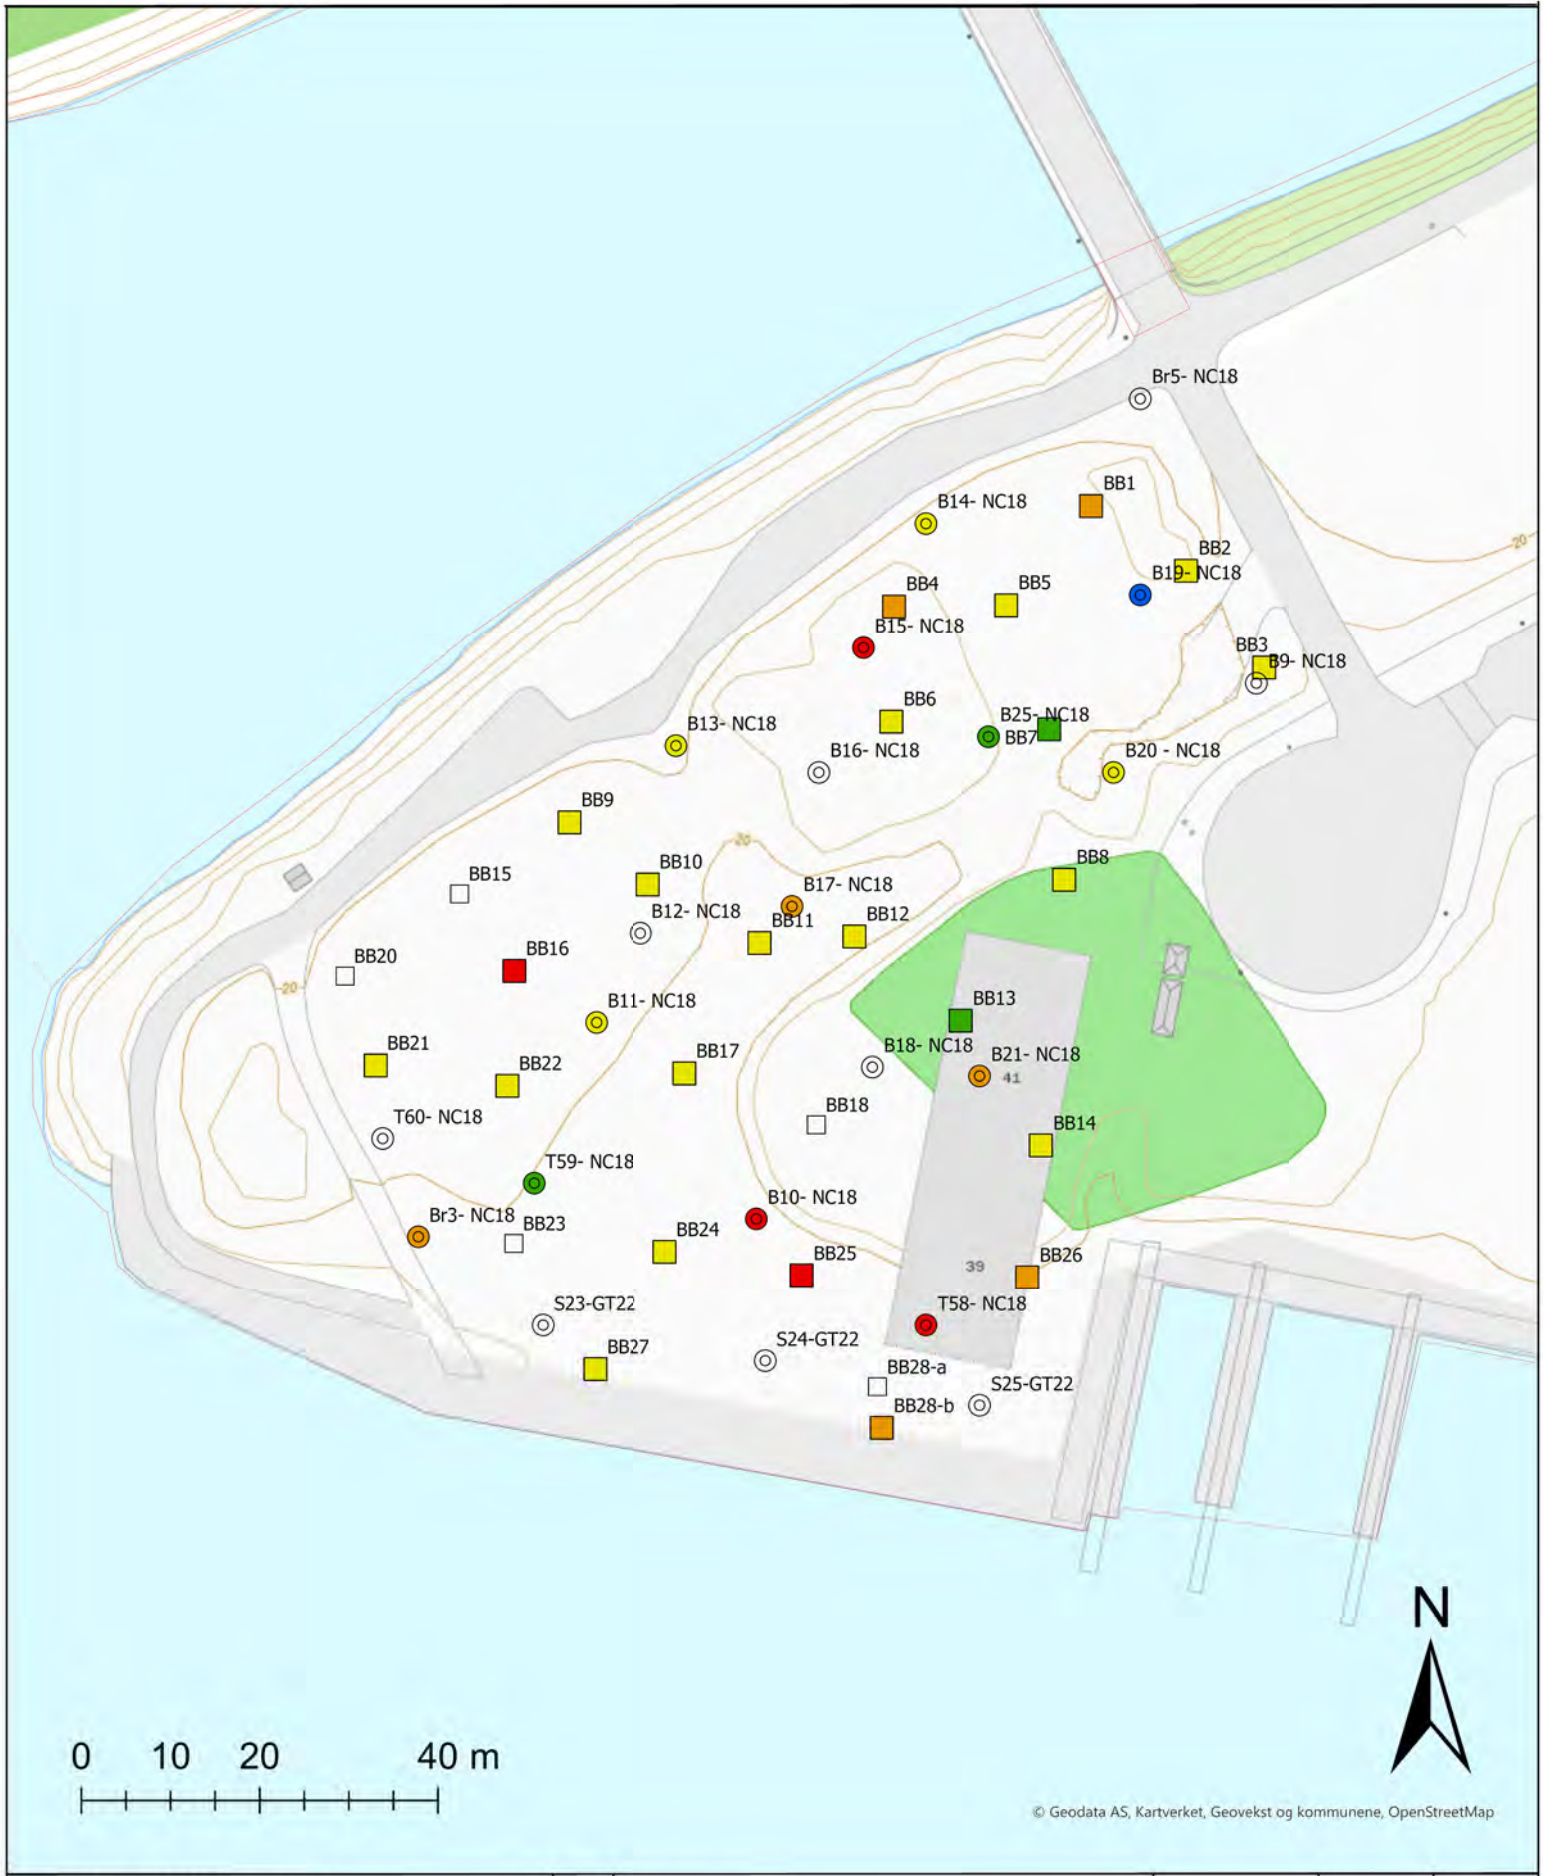 Br5- NC18
BB1
B14- NC18
20
BB2
B19- NC18
BB4
BB5
B15- NC18
BB3
B9- NC18
BB6
B25- NC18
B13- NC18
BB7
B16- NC18
B20 - NC18
BB9
20
BB10
BB8
BB15
B17- NC18
B12- NC18
BB11
BB12
BB16
BB20
20
B11- NC18
BB13
BB21
BB22
BB17
B18- NC18
B21- NC18
41
T60- NC18
BB18
BB14
T59- NC18
B10- NC18
Br3- NC18
BB23
BB24
BB25
39
BB26
S23-GT22
T58- NC18
BB27
S24-GT22
BB28-a
S25-GT22
BB28-b
N
0 10 20 40 m
© Geodata AS, Kartverket, Geovekst og kommunene, OpenStreetMap